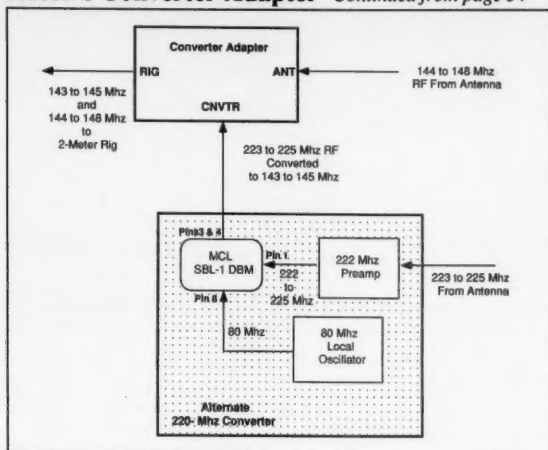 Converter Adapter Continued from page 34
Converter Adapter
RIG
ANT
CNVTR
143 to 145 Mhz
and
144 to 148 Mhz
to
2-Meter Rig
144 to 148 Mhz
RF From Antenna
223 to 225 Mhz RF
Converted
to 143 to 145 Mhz
Pins3 & 4
MCL
SBL-1 DBM
Pin 1
222
to
225 Mhz
222 Mhz
Preamp
223 to 225 Mhz
From Antenna
Pin 8
80 Mhz
80 Mhz
Local
Oscillator
Alternate
220- Mhz Converter